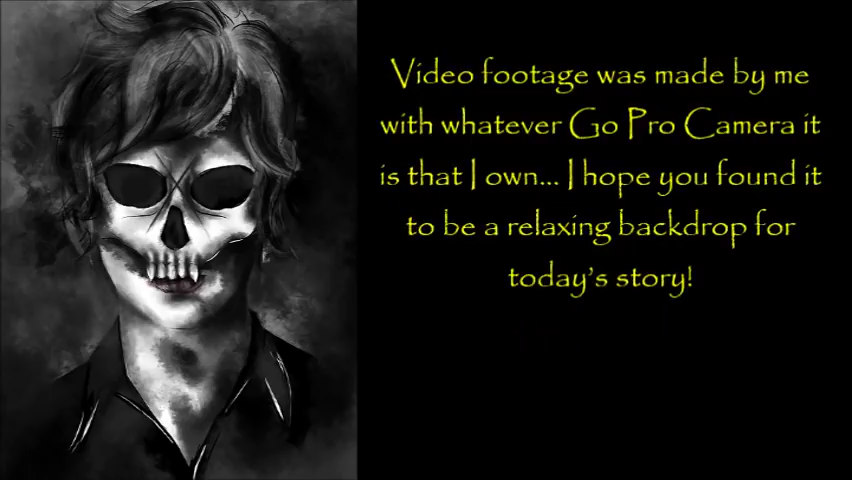 Video footage was made by me
with whatever Go Pro Camera it
is that I own... I hope you found it
to be a relaxing backdrop for
today's story!